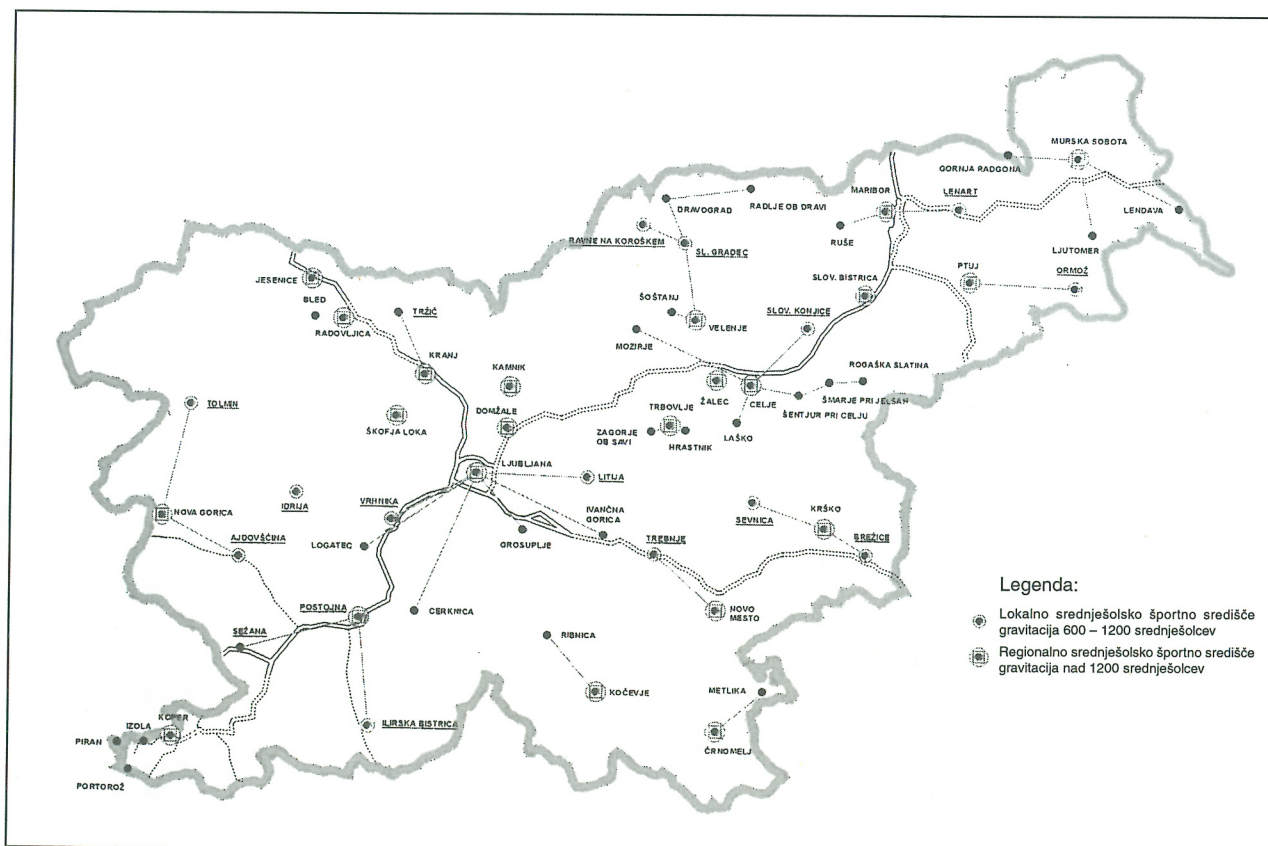 MURSKA SOBOTA
GORNJA RADGONA
MARIBOR
LENART
RADLJE OB DRAVI
DRAVOGRAD
LENDAVA
RUŠE
RAVNE NA KOROŠKEM
SL. GRADEC
LJUTOMER
SLOV. BISTRICA
PTUJ
ORMOŽ
JESENICE
BLED
ŠOŠTANJ
SLOV. KONJICE
TRŽIČ
RADOVLJICA
VELENJE
MOZIRJE
KRANJ
KAMNIK
ROGAŠKA SLATINA
ŽALEC
CELJE
ŠMARJE PRI JELŠAH
TOLMIN
DOMŽALE
TRBOVLJE
ŠENTJUR PRI CELJU
ŠKOFJA LOKA
ZAGORJE
OB SAVI
HRASTNIK
LAŠKO
LJUBLJANA
LITIJA
IDRIJA
VRHNIKA
NOVA GORICA
IVANČNA
GORICA
SEVNICA
KRŠKO
AJDOVŠČINA
LOGATEC
GROSUPLJE
TREBNJE
BREŽICE
POSTOJNA
CERKNICA
NOVO
MESTO
SEŽANA
RIBNICA
KOČEVJE
METLIKA
IZOLA
KOPER
ILIRSKA BISTRICA
PIRAN
ČRNOMELJ
PORTOROŽ
Legenda:
Lokalno srednješolsko športno središče
gravitacija 600 – 1200 srednješolcev
Regionalno srednješolsko športno središče
gravitacija nad 1200 srednješolcev